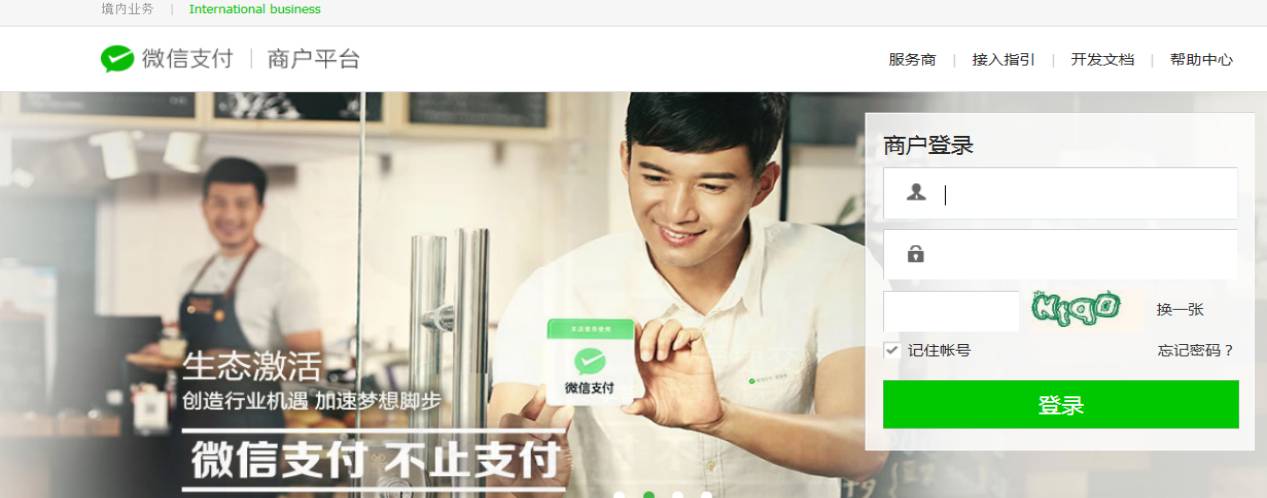 境内业务 | International business
微信支付 | 商户平台
服务商 | 接入指引 | 开发文档 | 帮助中心
商户登录
换一张
记住帐号 忘记密码？
登录
微信支付
生态激活
创造行业机遇 加速梦想脚步
微信支付 不止支付